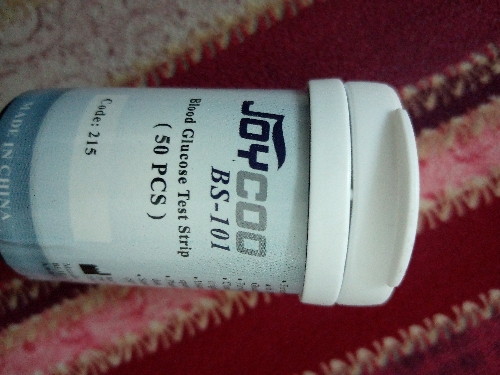 JOYCOO
BS-101
Blood Glucose Test Strip
( 50 PCS )
Code: 215
MADE IN CHINA